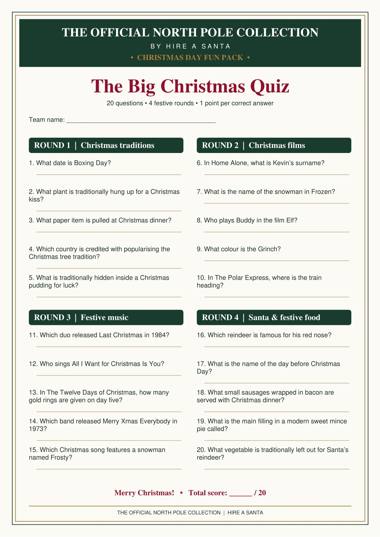 THE OFFICIAL NORTH POLE COLLECTION
BY HIRE A SANTA
• CHRISTMAS DAY FUN PACK •
The Big Christmas Quiz
20 questions • 4 festive rounds • 1 point per correct answer
Team name: ______________________________________
ROUND 1 | Christmas traditions
1. What date is Boxing Day?
2. What plant is traditionally hung up for a Christmas
kiss?
3. What paper item is pulled at Christmas dinner?
4. Which country is credited with popularising the
Christmas tree tradition?
5. What is traditionally hidden inside a Christmas
pudding for luck?
ROUND 2 | Christmas films
6. In Home Alone, what is Kevin's surname?
7. What is the name of the snowman in Frozen?
8. Who plays Buddy in the film Elf?
9. What colour is the Grinch?
10. In The Polar Express, where is the train
heading?
ROUND 3 | Festive music
11. Which duo released Last Christmas in 1984?
12. Who sings All I Want for Christmas Is You?
13. In The Twelve Days of Christmas, how many
gold rings are given on day five?
14. Which band released Merry Xmas Everybody in
1973?
15. Which Christmas song features a snowman
named Frosty?
ROUND 4 | Santa & festive food
16. Which reindeer is famous for his red nose?
17. What is the name of the day before Christmas
Day?
18. What small sausages wrapped in bacon are
served with Christmas dinner?
19. What is the main filling in a modern sweet mince
pie called?
20. What vegetable is traditionally left out for Santa's
reindeer?
Merry Christmas! • Total score: ______ / 20
THE OFFICIAL NORTH POLE COLLECTION | HIRE A SANTA